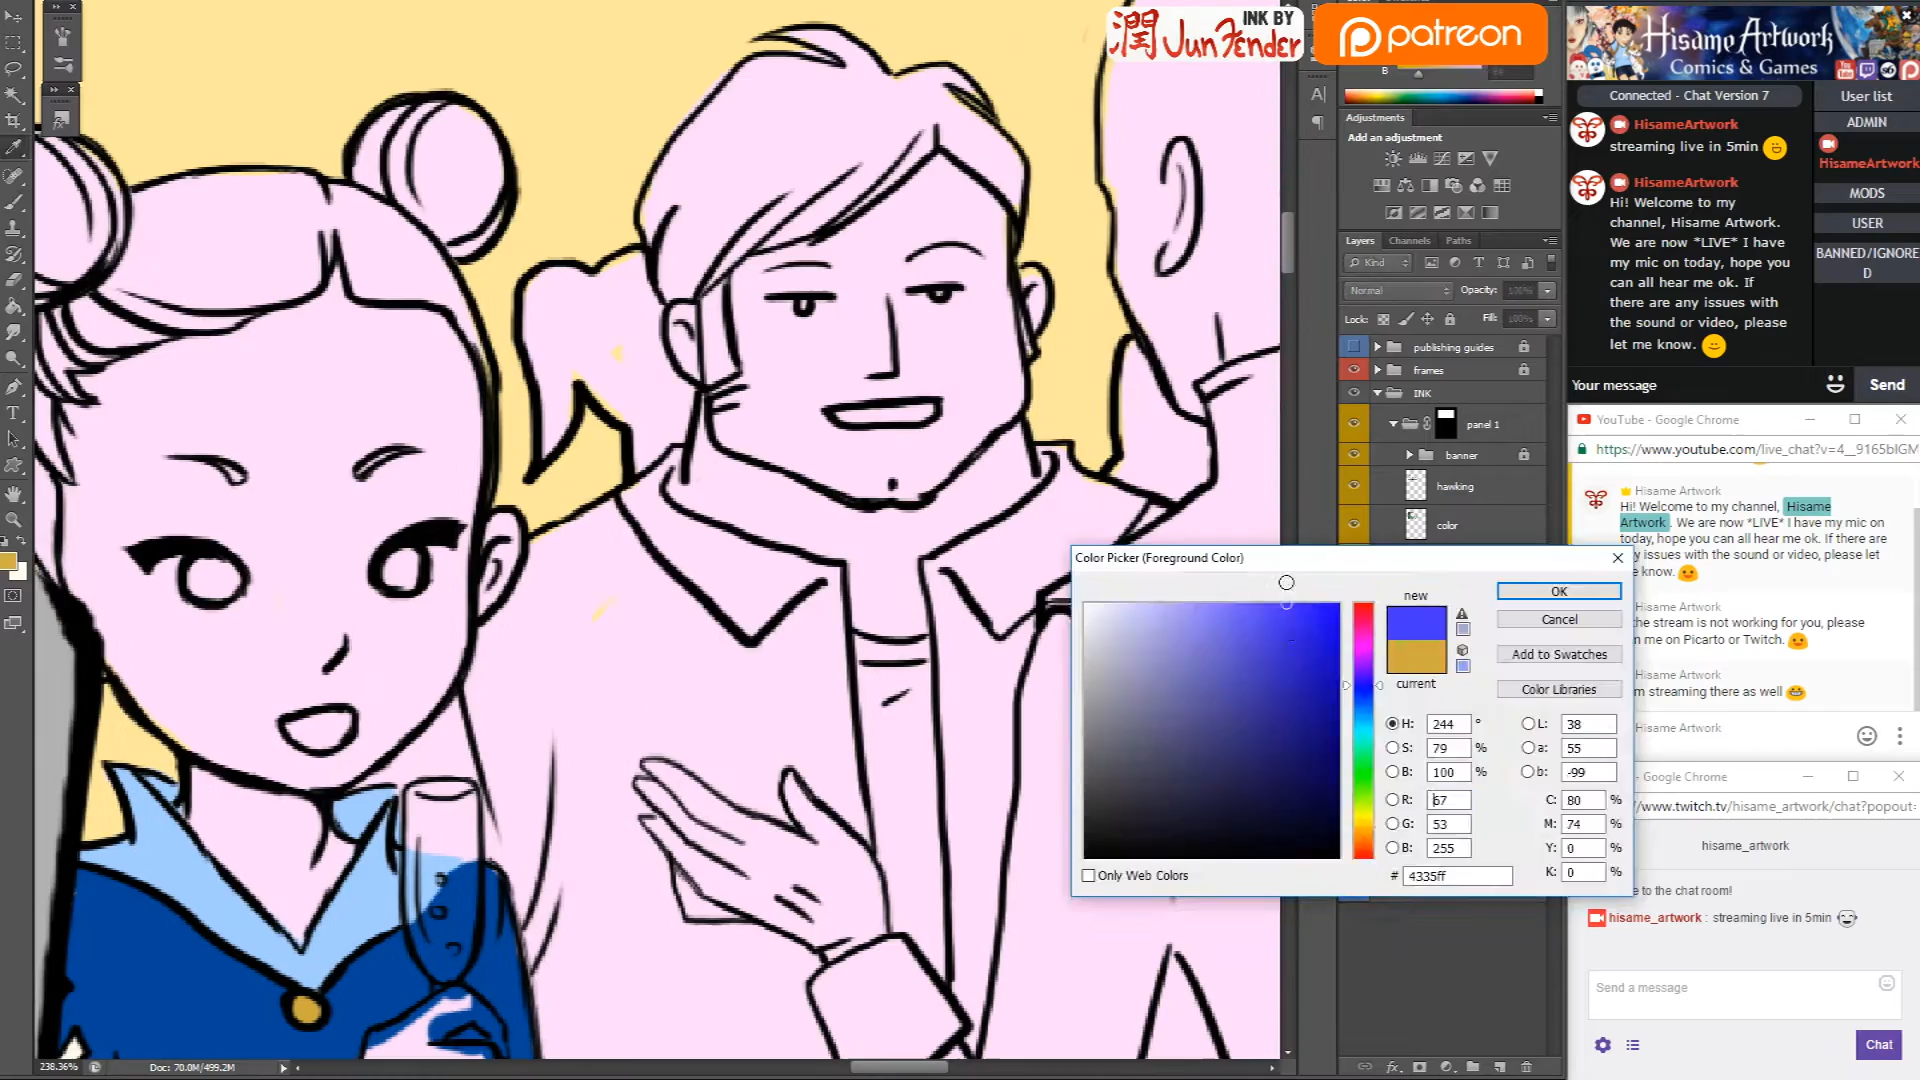 潤 JunFender
INK BY
patreon
Hisame Artwork
Comics & Games
Connected - Chat Version 7
User list
ADMIN
HisameArtwork
MODS
USER
BANNED/IGNORE
D
HisameArtwork
streaming live in 5min
HisameArtwork
Hi! Welcome to my
channel, Hisame Artwork.
We are now *LIVE* I have
my mic on today, hope you
can all hear me ok. If
there are any issues with
the sound or video, please
let me know.
Your message
Send
B
Adjustments
Add an adjustment
Layers
Channels
Paths
Kind
Normal
Opacity: 100%
Lock:
Fill: 100%
publishing guides
frames
INK
panel 1
banner
hawking
color
YouTube - Google Chrome
https://www.youtube.com/live_chat?v=4__9165bIGM
Hisame Artwork
Hi! Welcome to my channel, Hisame
Artwork . We are now *LIVE* I have my mic on
today, hope you can all hear me ok. If there are
y issues with the sound or video, please let
e know.
Hisame Artwork
the stream is not working for you, please
n me on Picarto or Twitch.
Hisame Artwork
m streaming there as well
Hisame Artwork
- Google Chrome
/www.twitch.tv/hisame_artwork/chat?popout=
hisame_artwork
e to the chat room!
hisame_artwork : streaming live in 5min
Send a message
Chat
Color Picker (Foreground Color)
new
current
OK
Cancel
Add to Swatches
Color Libraries
H: 244 °
S: 79 %
B: 100 %
R: 67
G: 53
B: 255
L: 38
a: 55
b: -99
C: 80 %
M: 74 %
Y: 0 %
K: 0 %
# 4335ff
Only Web Colors
238.36%
Doc: 70.0M/499.2M